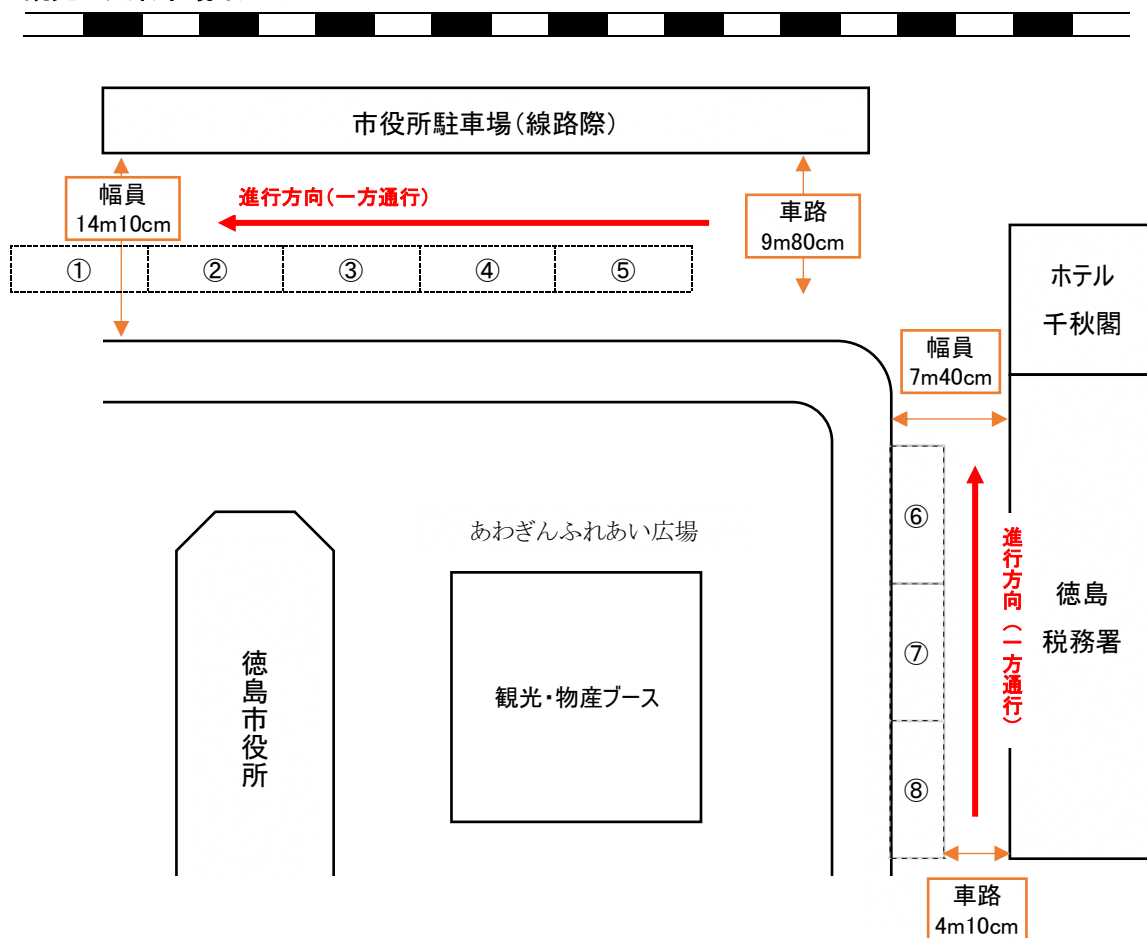 市役所駐車場(線路際)
幅員
14m10cm
進行方向(一方通行)
車路
9m80cm
①
②
③
④
⑤
ホテル
千秋閣
幅員
7m40cm
⑥
あわぎんふれあい広場
進行方向(一方通行)
徳島
税務署
⑦
徳島市役所
観光・物産ブース
⑧
車路
4m10cm